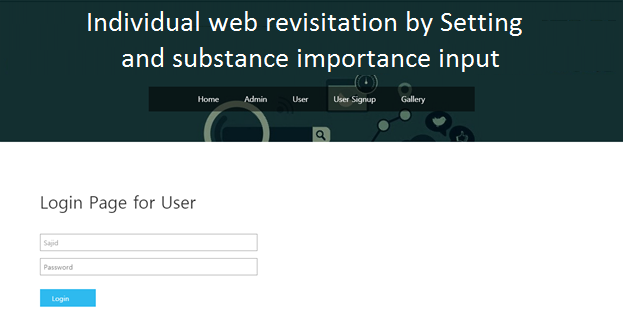 Individual web revisitation by Setting
and substance importance input
Home Admin User User Signup Gallery
Login Page for User
Sajid
Password
Login